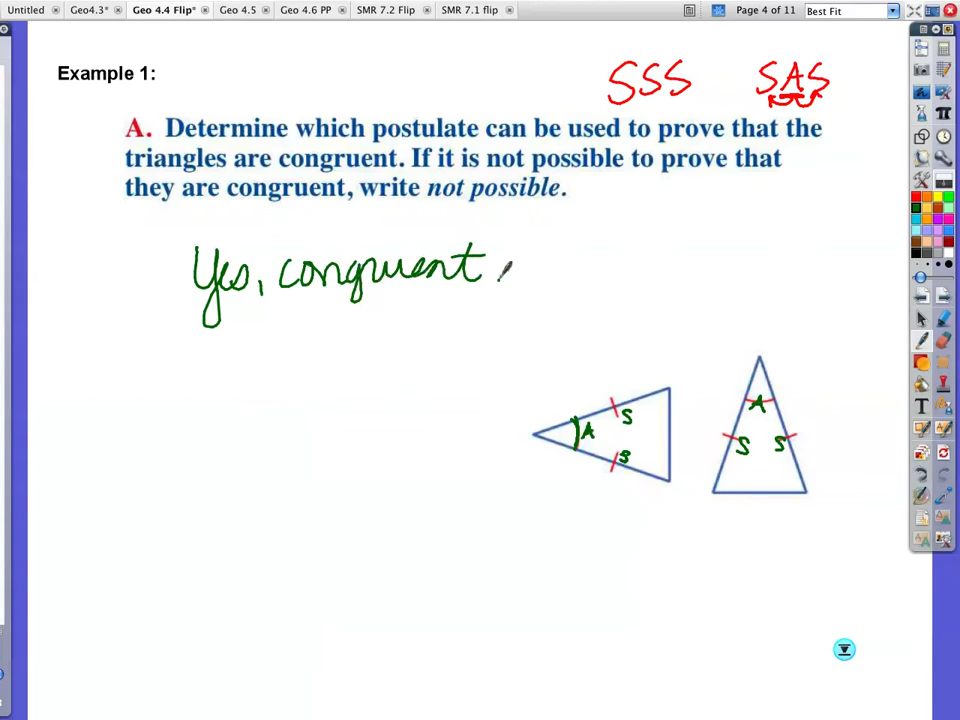 Untitled Geo4.3* Geo 4.4 Flip* Geo 4.5 Geo 4.6 PP SMR 7.2 Flip SMR 7.1 flip Page 4 of 11 Best Fit
Example 1:
SSS SAS
A. Determine which postulate can be used to prove that the
triangles are congruent. If it is not possible to prove that
they are congruent, write not possible.
Yes, congruent
S A
A
S S
S